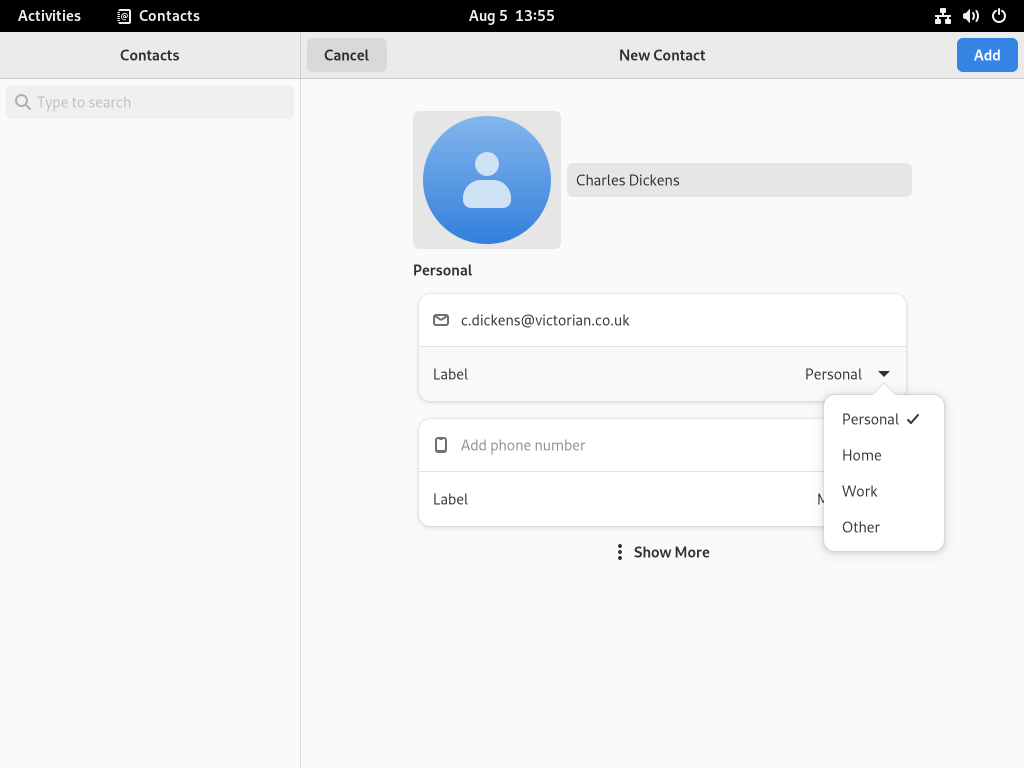 Activities Contacts Aug 5 13:55
Contacts Cancel New Contact Add
Type to search
Charles Dickens
Personal
c.dickens@victorian.co.uk
Label Personal
Personal
Home
Work
Other
Add phone number
Label
Show More